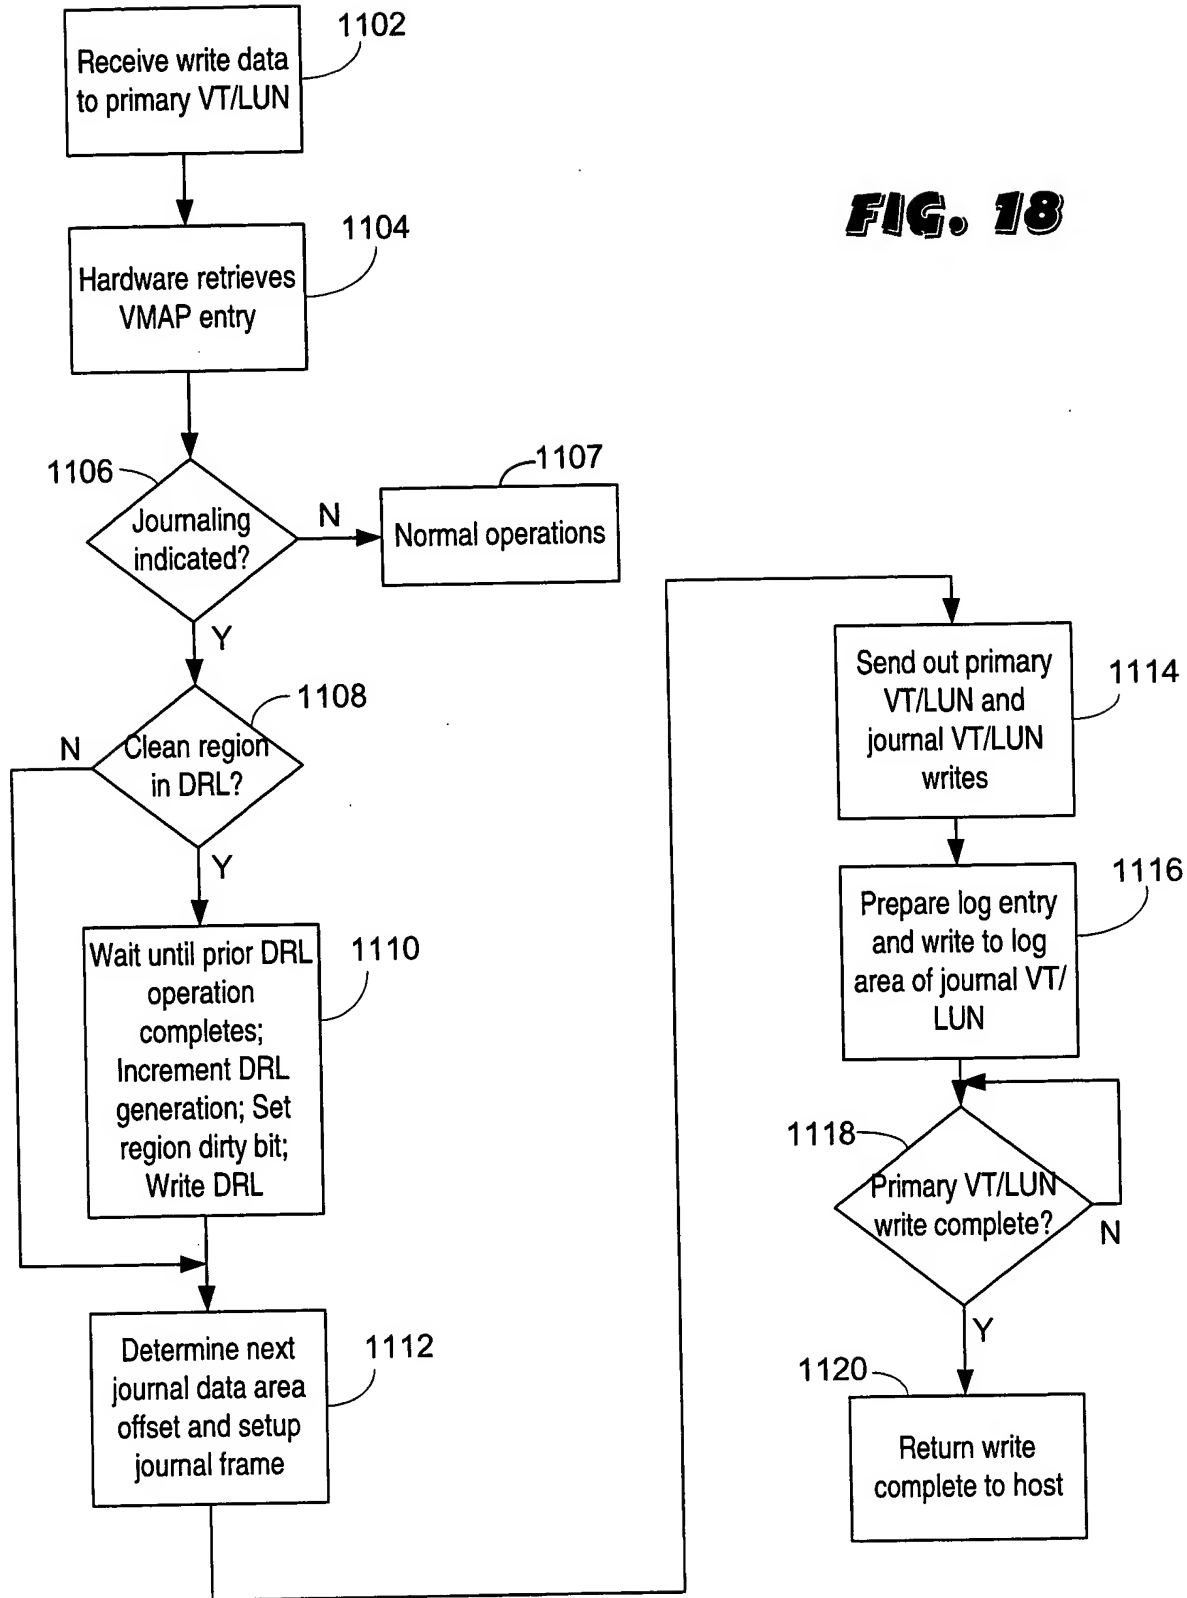 1102
Receive write data
to primary VT/LUN
FIG. 18
1104
Hardware retrieves
VMAP entry
1106
Journaling
indicated?
N
1107
Normal operations
Y
1108
Clean region
in DRL?
N
Y
1110
Wait until prior DRL
operation
completes;
Increment DRL
generation; Set
region dirty bit;
Write DRL
1112
Determine next
journal data area
offset and setup
journal frame
1114
Send out primary
VT/LUN and
journal VT/LUN
writes
1116
Prepare log entry
and write to log
area of journal VT/
LUN
1118
Primary VT/LUN
write complete?
N
Y
1120
Return write
complete to host